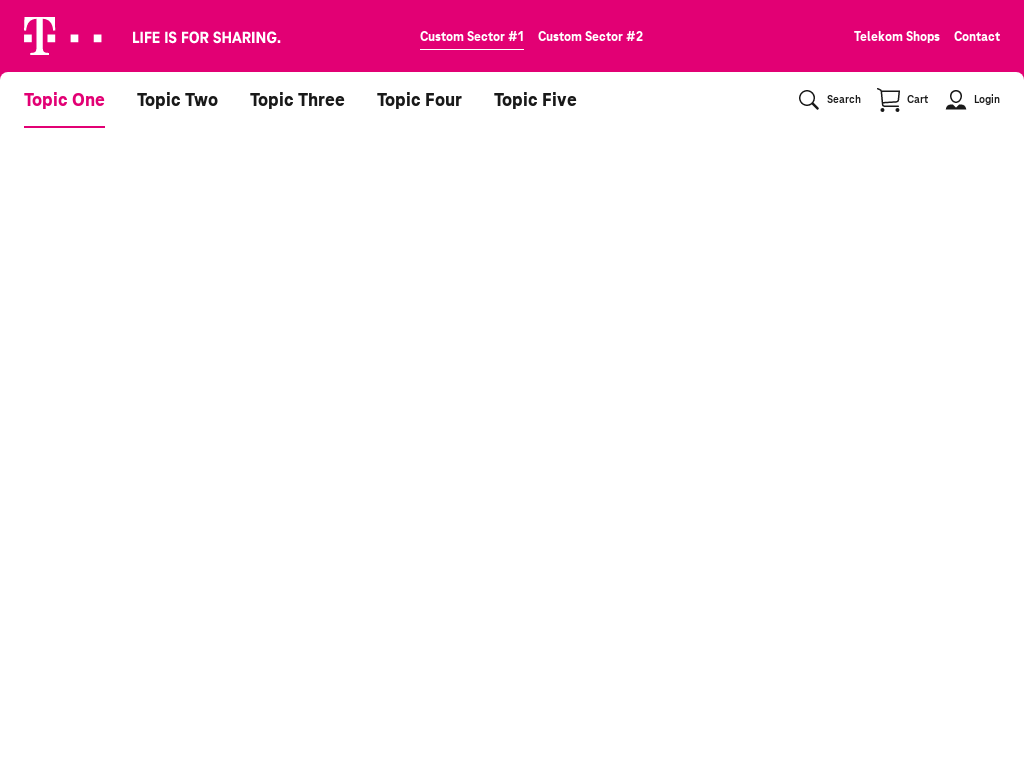 T
LIFE IS FOR SHARING.
Custom Sector #1 Custom Sector #2
Telekom Shops Contact
Topic One Topic Two Topic Three Topic Four Topic Five
Search Cart Login